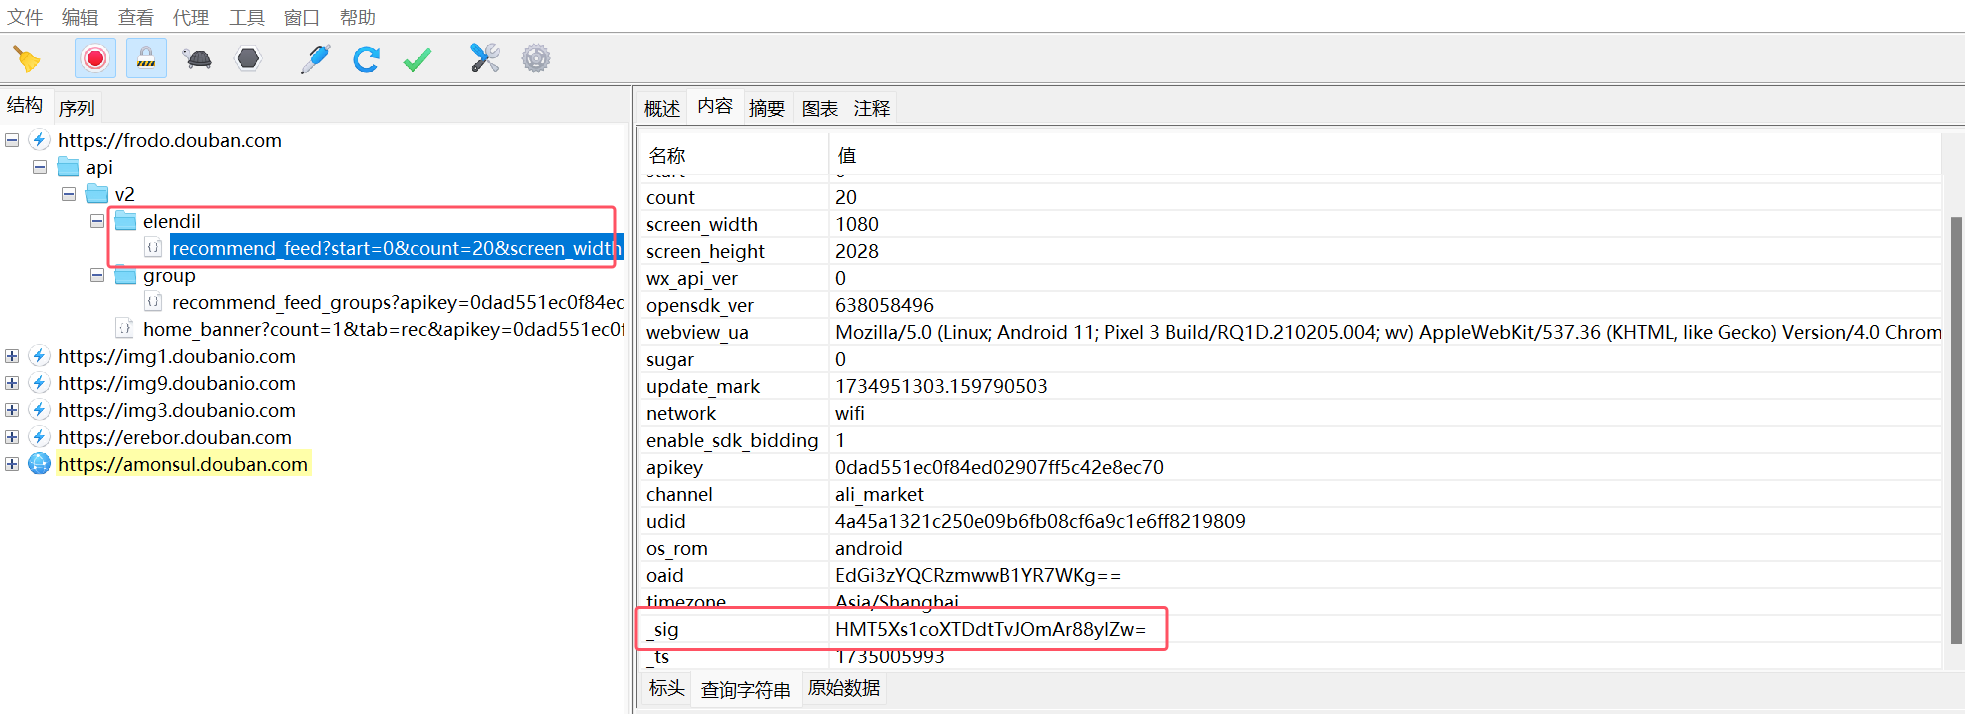 文件 编辑 查看 代理 工具 窗口 帮助
结构 序列
https://frodo.douban.com
api
v2
elendil
recommend_feed?start=0&count=20&screen_width
group
recommend_feed_groups?apikey=0dad551ec0f84ed
home_banner?count=1&tab=rec&apikey=0dad551ec0f
https://img1.doubanio.com
https://img9.doubanio.com
https://img3.doubanio.com
https://erebor.douban.com
https://amonsul.douban.com
概述 内容 摘要 图表 注释
名称 值
start 0
count 20
screen_width 1080
screen_height 2028
wx_api_ver 0
opensdk_ver 638058496
webview_ua Mozilla/5.0 (Linux; Android 11; Pixel 3 Build/RQ1D.210205.004; wv) AppleWebKit/537.36 (KHTML, like Gecko) Version/4.0 Chrom
sugar 0
update_mark 1734951303.159790503
network wifi
enable_sdk_bidding 1
apikey 0dad551ec0f84ed02907ff5c42e8ec70
channel ali_market
udid 4a45a1321c250e09b6fb08cf6a9c1e6ff8219809
os_rom android
oaid EdGi3zYQCRzmwwB1YR7WKg==
timezone Asia/Shanghai
_sig HMT5Xs1coXTDdtTvJOmAr88ylZw=
_ts 1735005993
标头 查询字符串 原始数据